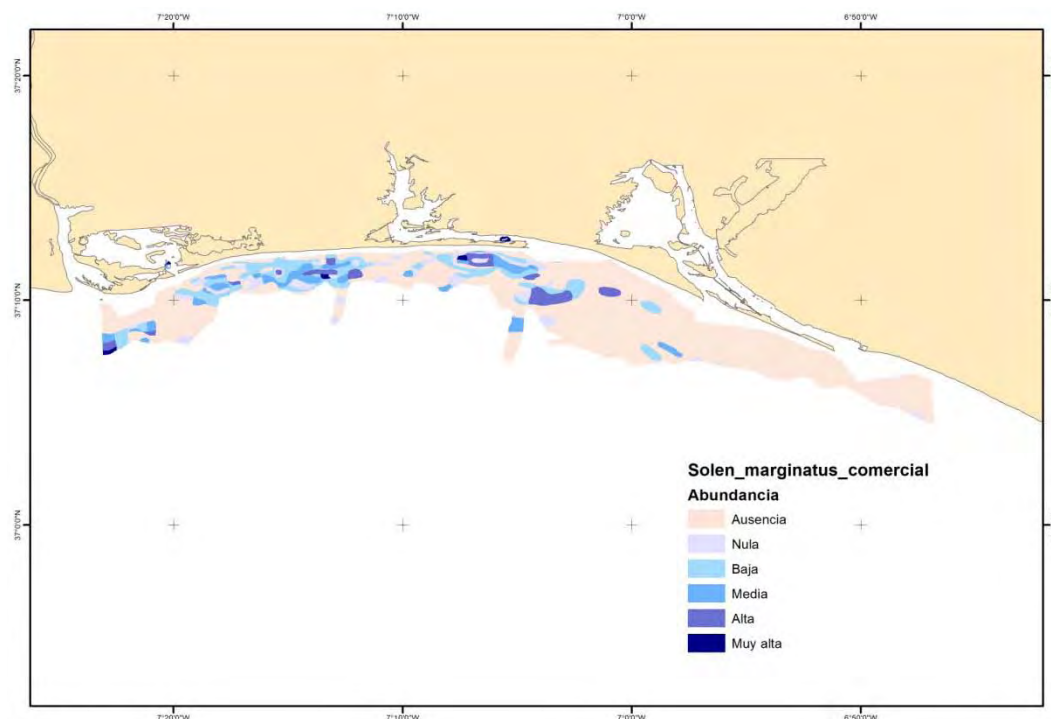 7°20'0"W 7°10'0"W 7°0'0"W 6°50'0"W
37°20'0"N
37°10'0"N
37°0'0"N
Solen_marginatus_comercial
Abundancia
Ausencia
Nula
Baja
Media
Alta
Muy alta
7°20'0"W 7°10'0"W 7°0'0"W 6°50'0"W